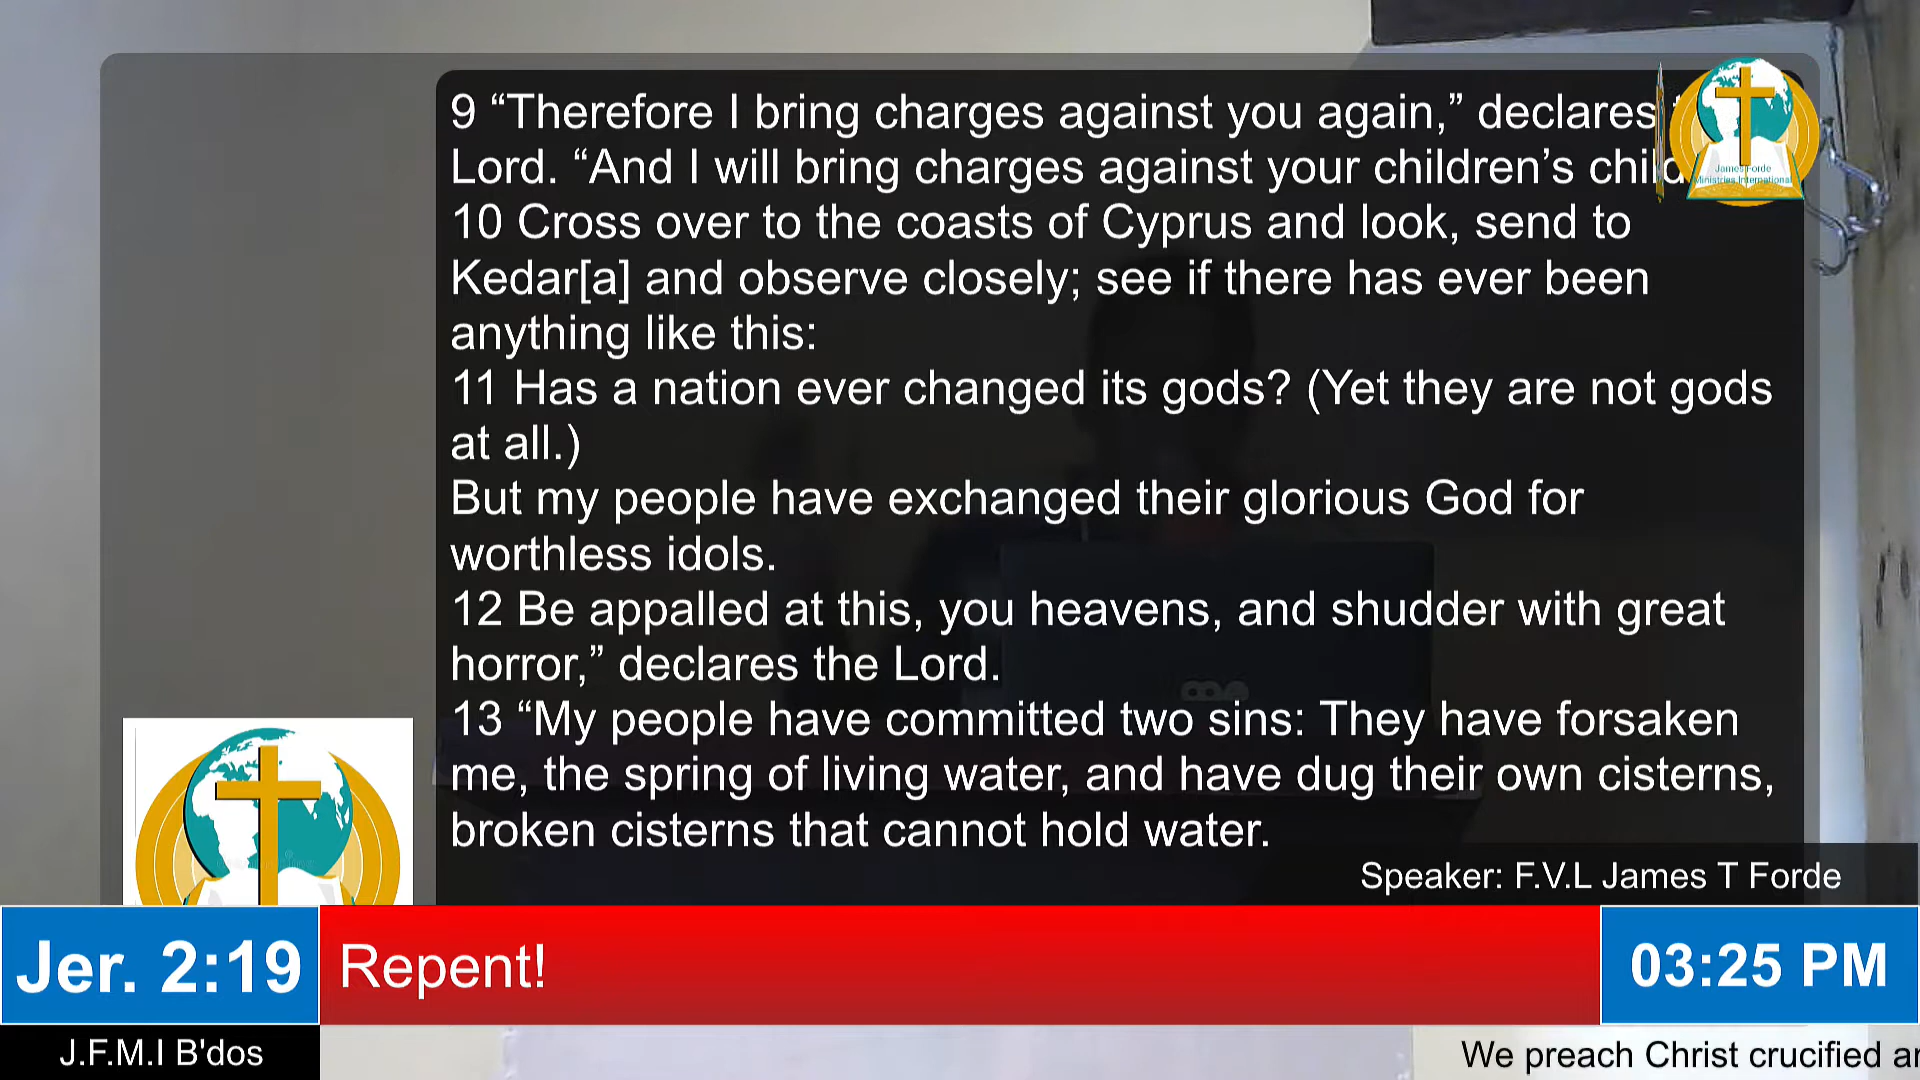 9 “Therefore I bring charges against you again,” declares
Lord. “And I will bring charges against your children’s
10 Cross over to the coasts of Cyprus and look, send to
Kedar[a] and observe closely; see if there has ever been
anything like this:
11 Has a nation ever changed its gods? (Yet they are not gods
at all.)
But my people have exchanged their glorious God for
worthless idols.
12 Be appalled at this, you heavens, and shudder with great
horror,” declares the Lord.
13 “My people have committed two sins: They have forsaken
me, the spring of living water, and have dug their own cisterns,
broken cisterns that cannot hold water.
James Forde
Ministries International
Speaker: F.V.L James T Forde
Jer. 2:19
Repent!
03:25 PM
J.F.M.I B'dos
We preach Christ crucified